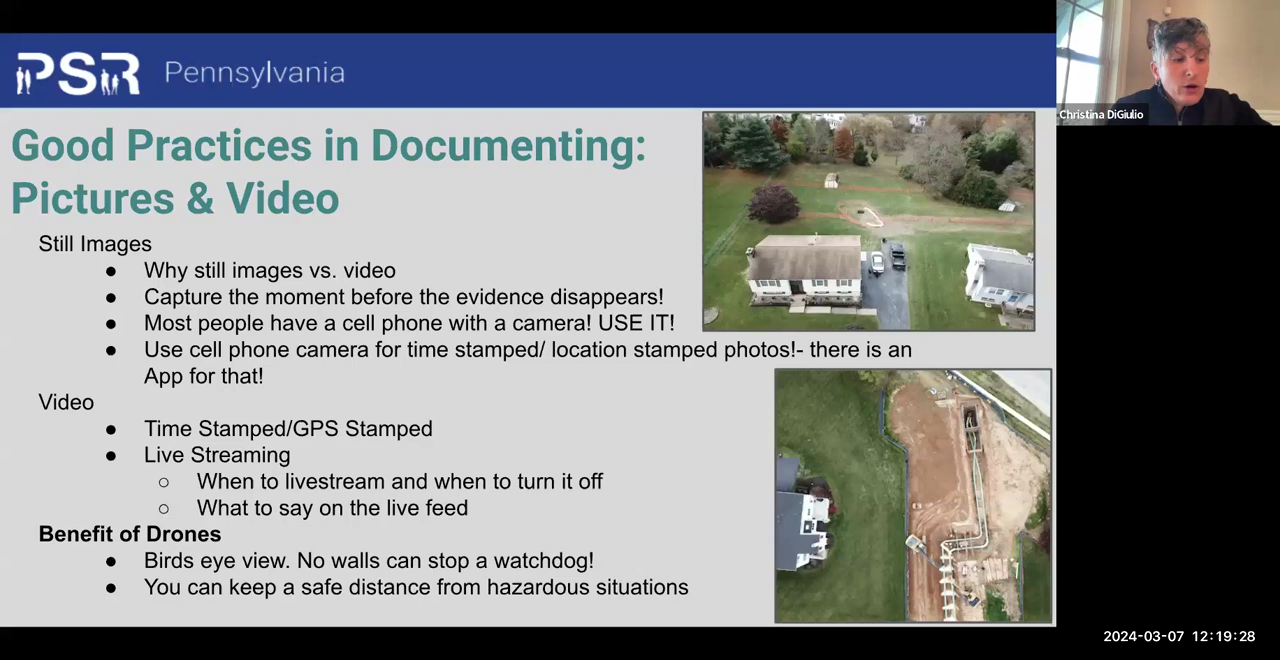 PSR Pennsylvania
Good Practices in Documenting:
Pictures & Video
Still Images
● Why still images vs. video
● Capture the moment before the evidence disappears!
● Most people have a cell phone with a camera! USE IT!
● Use cell phone camera for time stamped/ location stamped photos!- there is an
App for that!
Video
● Time Stamped/GPS Stamped
● Live Streaming
○ When to livestream and when to turn it off
○ What to say on the live feed
Benefit of Drones
● Birds eye view. No walls can stop a watchdog!
● You can keep a safe distance from hazardous situations
Christina DiGiulio
2024-03-07 12:19:28